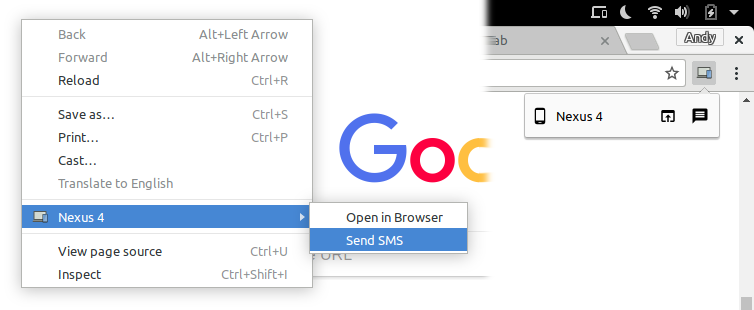 Back Alt+Left Arrow
Forward Alt+Right Arrow
Reload Ctrl+R
Save as... Ctrl+S
Print... Ctrl+P
Cast...
Translate to English
Nexus 4
View page source Ctrl+U
Inspect Ctrl+Shift+I
Open in Browser
Send SMS
URL
Goo
ab
Andy
Nexus 4